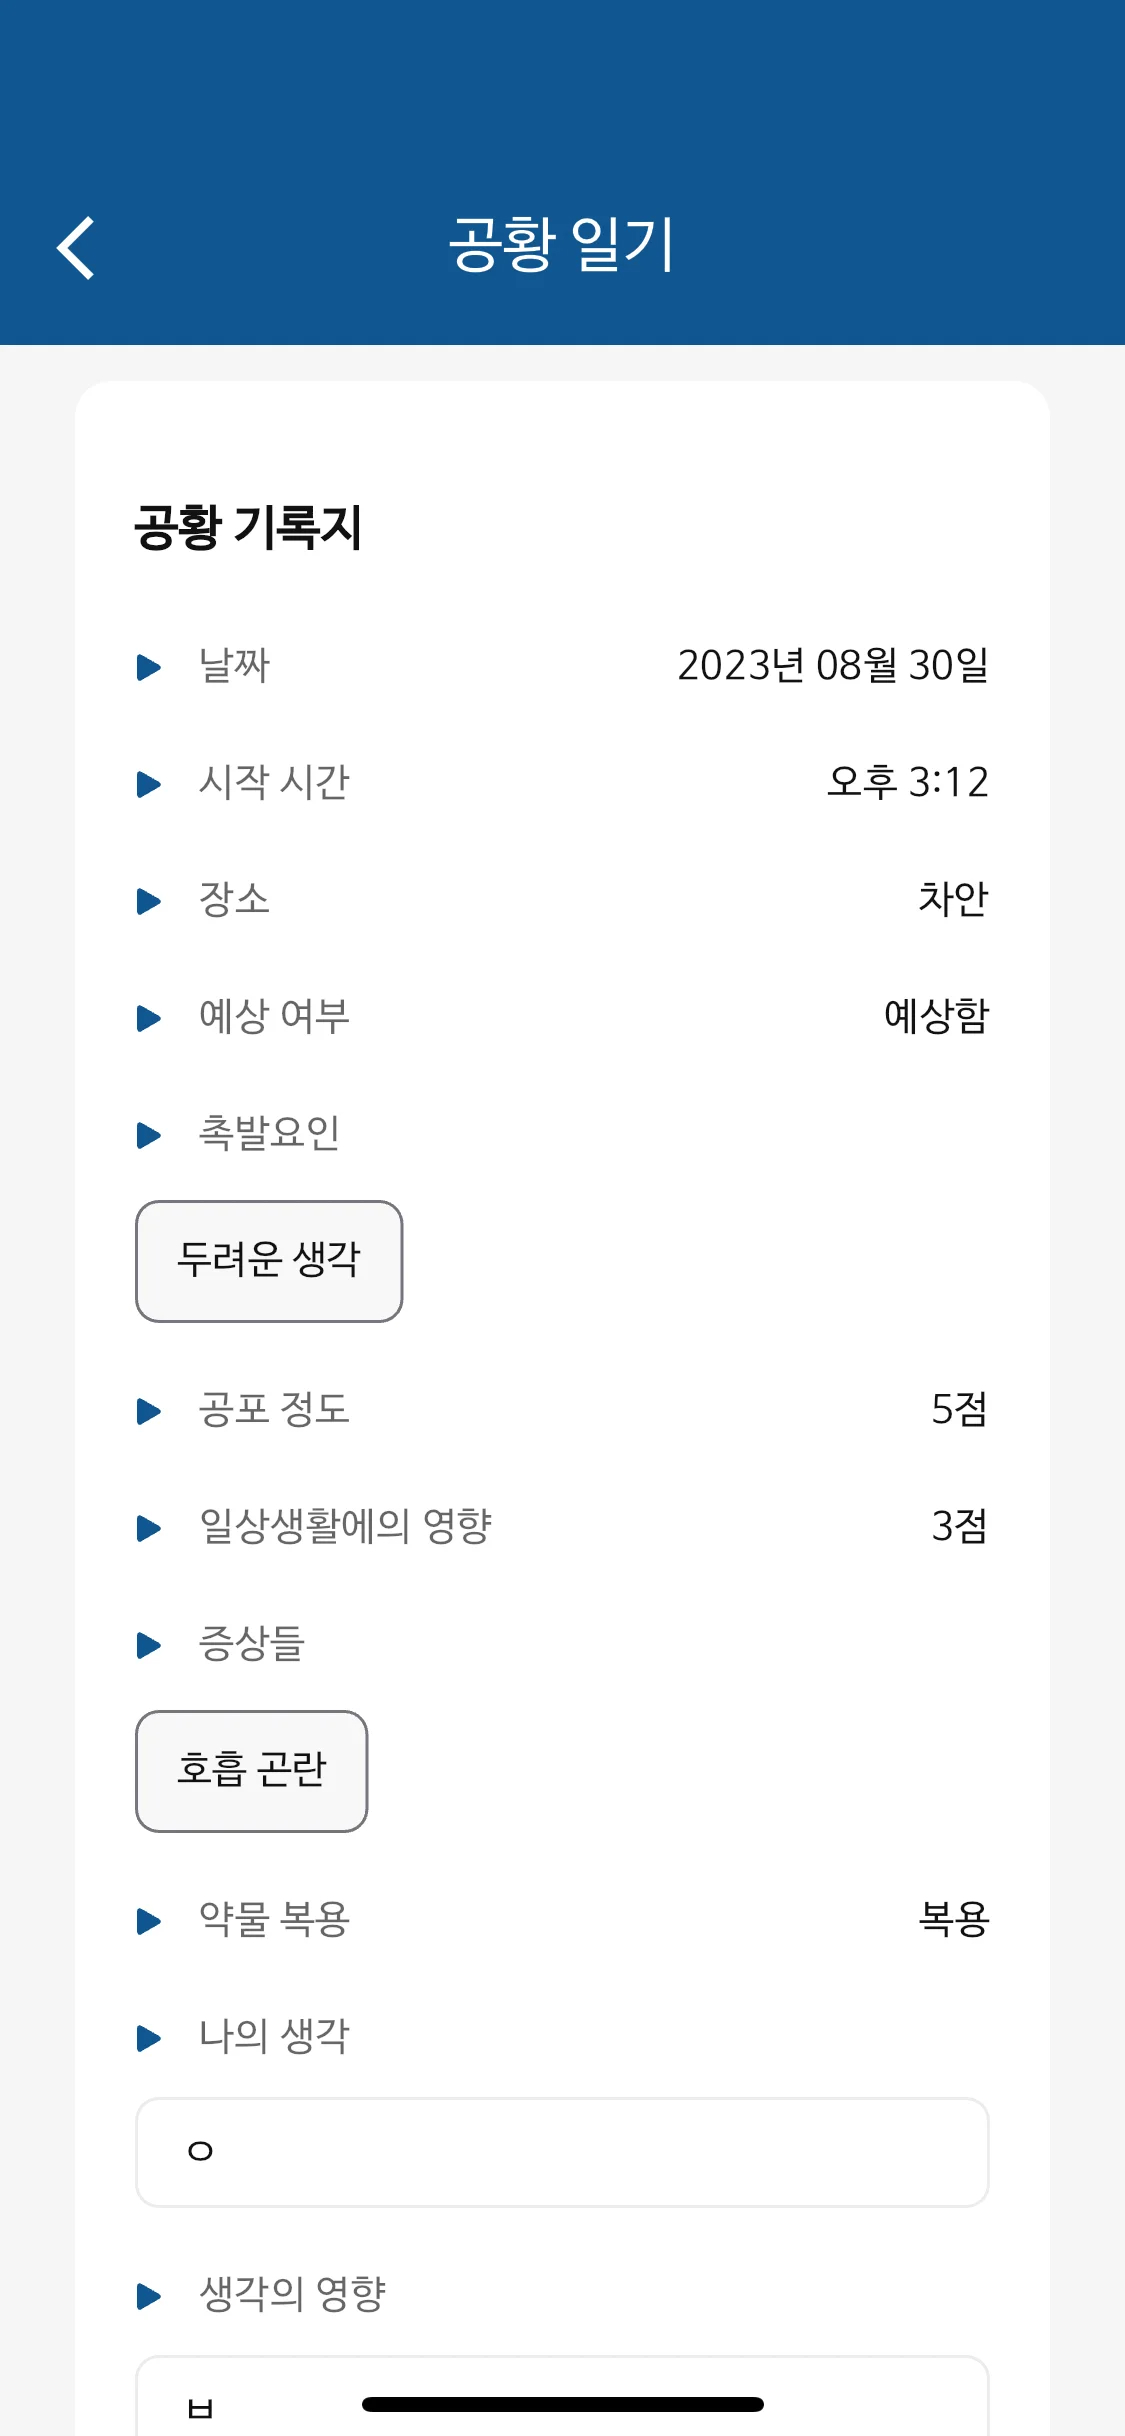 공황 일기
공황 기록지
날짜 2023년 08월 30일
시작 시간 오후 3:12
장소 차안
예상 여부 예상함
촉발요인
두려운 생각
공포 정도 5점
일상생활에의 영향 3점
증상들
호흡 곤란
약물 복용 복용
나의 생각
ㅇ
생각의 영향
ㅂ